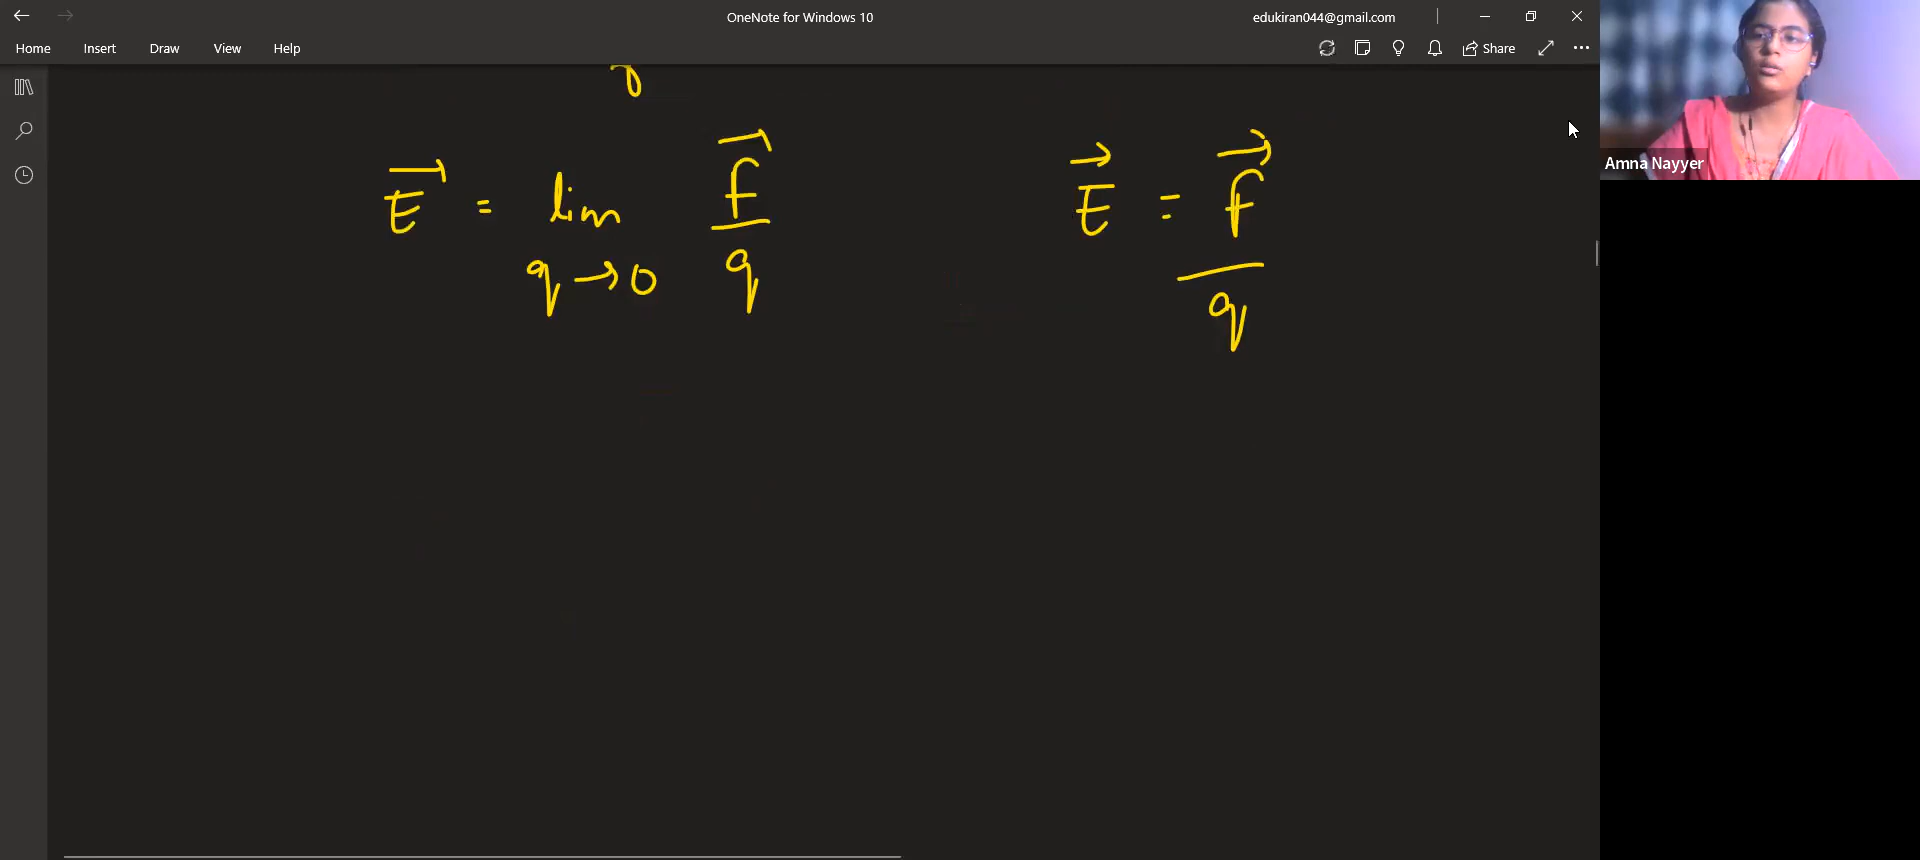 OneNote for Windows 10
edukiran044@gmail.com
Home Insert Draw View Help
Share
Amna Nayyer
E⃗ = lim F⃗
q→0 q
E⃗ = F⃗
q